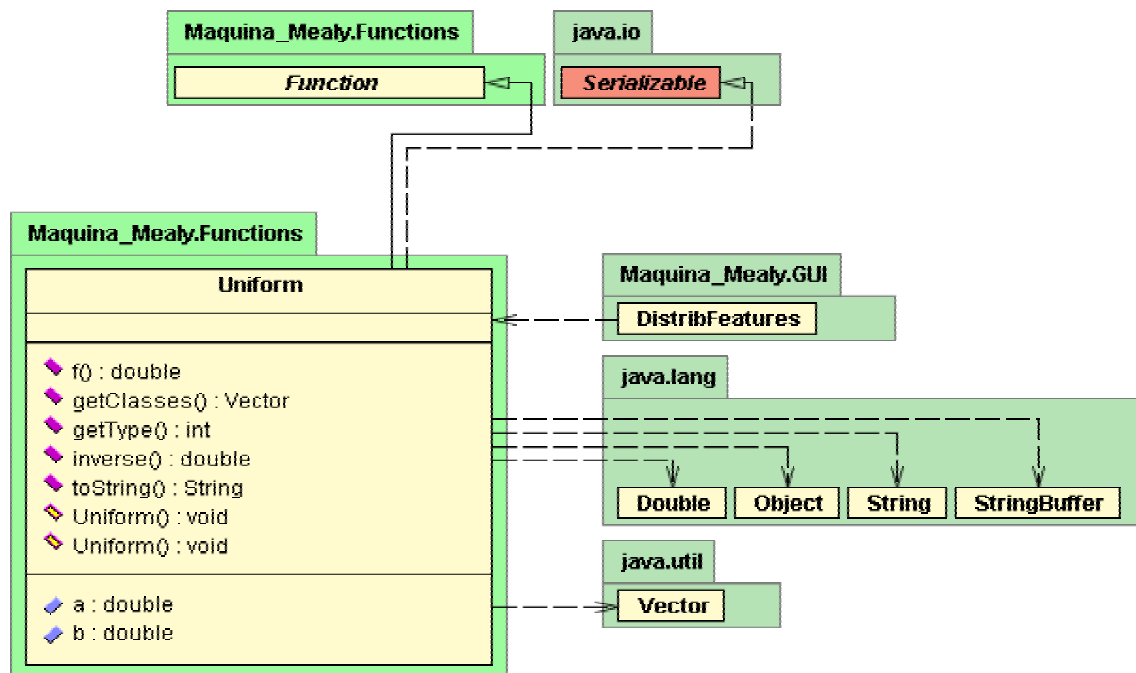 Maquina_Mealy.Functions
java.io
Function
Serializable
Maquina_Mealy.Functions
Uniform
Maquina_Mealy.GUI
DistribFeatures
f() : double
getClasses() : Vector
getType() : int
inverse() : double
toString() : String
Uniform() : void
Uniform() : void
java.lang
Double
Object
String
StringBuffer
a : double
b : double
java.util
Vector